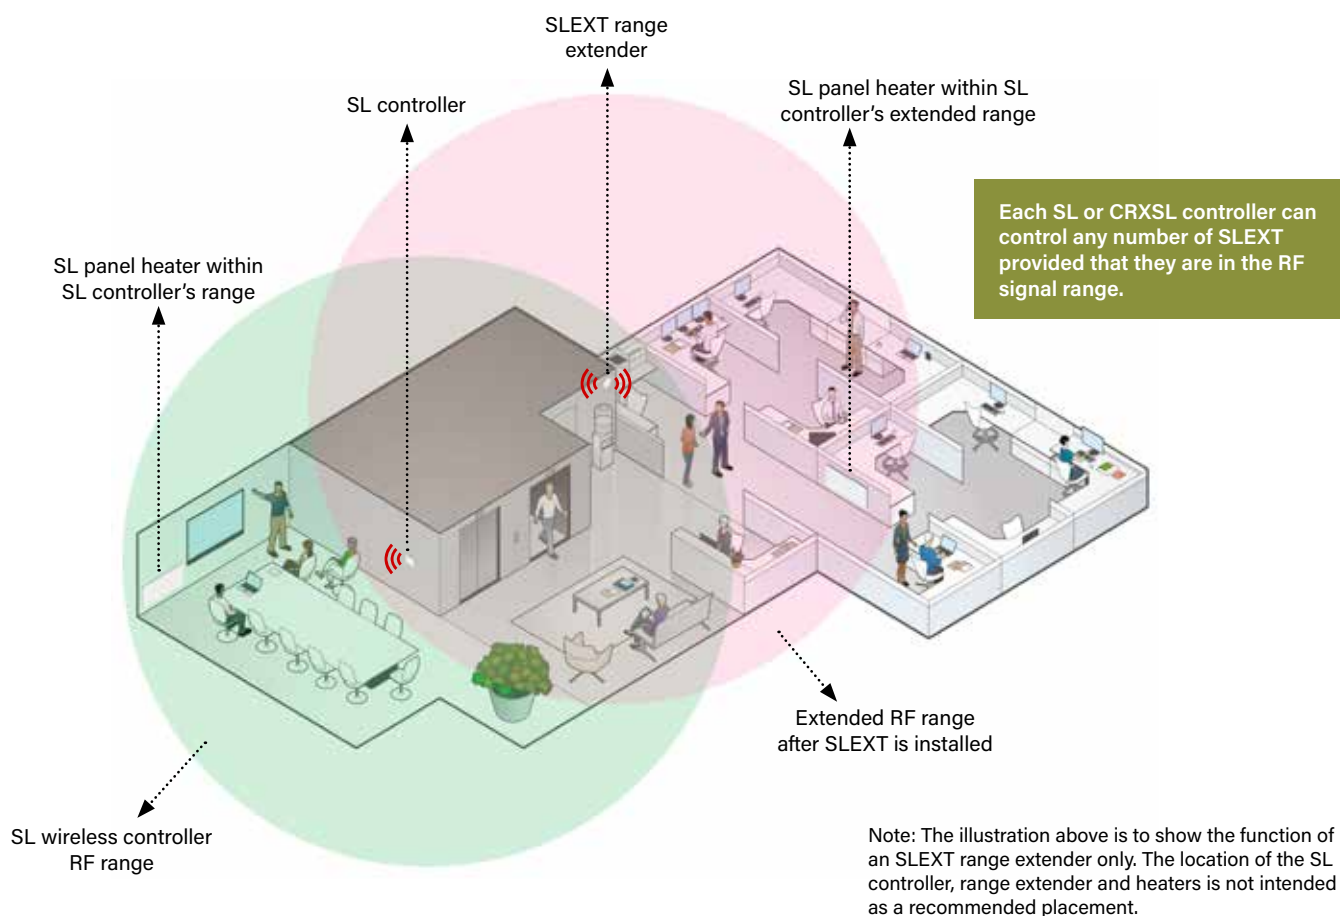 SLEXT range
extender
SL controller
SL panel heater within SL
controller’s extended range
Each SL or CRXSL controller can
control any number of SLEXT
provided that they are in the RF
signal range.
SL panel heater within
SL controller’s range
Extended RF range
after SLEXT is installed
SL wireless controller
RF range
Note: The illustration above is to show the function of
an SLEXT range extender only. The location of the SL
controller, range extender and heaters is not intended
as a recommended placement.